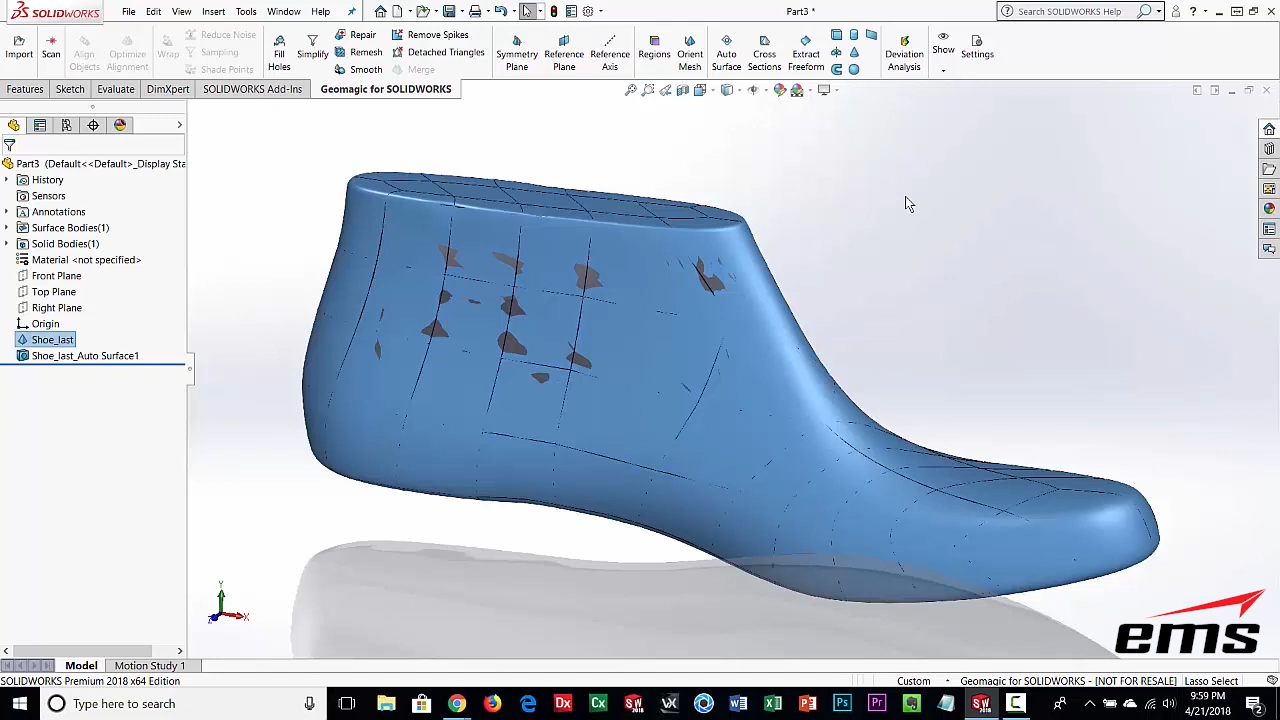 SOLIDWORKS File Edit View Insert Tools Window Help Part3 * Search SOLIDWORKS Help
Import Scan Align Objects Optimize Alignment Wrap Reduce Noise Sampling Shade Points Fill Holes Simplify Repair Remesh Smooth Remove Spikes Detached Triangles Merge Symmetry Plane Reference Plane Reference Axis Regions Orient Mesh Auto Surface Cross Sections Extract Freeform Deviation Analysis Show Settings
Features Sketch Evaluate DimXpert SOLIDWORKS Add-Ins Geomagic for SOLIDWORKS
Part3 (Default<<Default>_Display Sta
History
Sensors
Annotations
Surface Bodies(1)
Solid Bodies(1)
Material <not specified>
Front Plane
Top Plane
Right Plane
Origin
Shoe_last
Shoe_last_Auto Surface1
Y
X
Z
ems
Model Motion Study 1
SOLIDWORKS Premium 2018 x64 Edition Custom Geomagic for SOLIDWORKS - [NOT FOR RESALE] Lasso Select
Type here to search 9:59 PM
4/21/2018